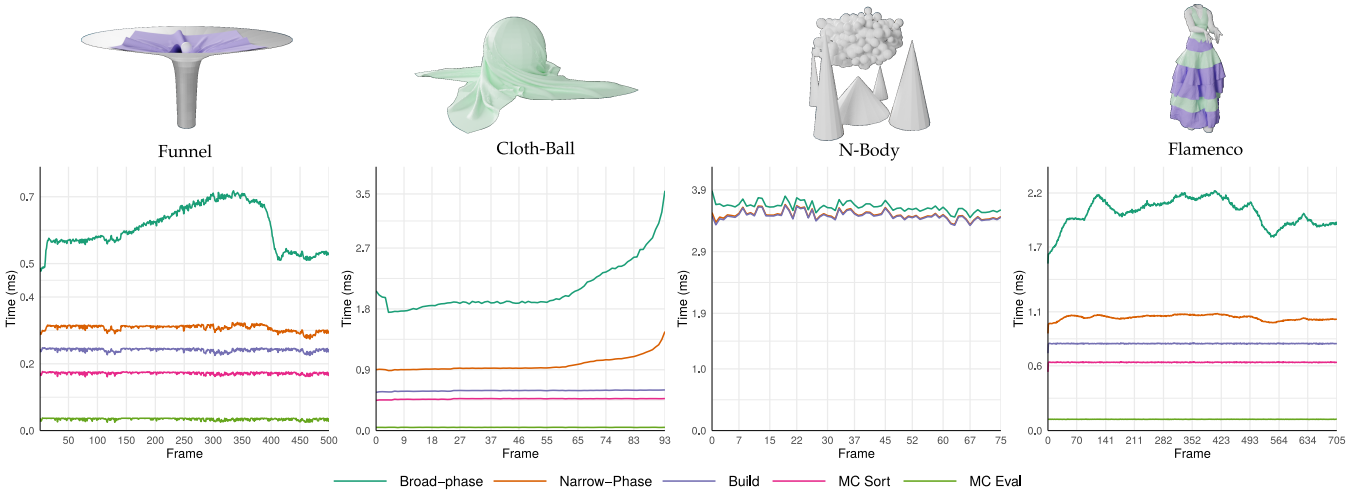 Funnel
Cloth-Ball
N-Body
Flamenco
Time (ms)
0.7
0.5
0.4
0.2
0.0
50 100 150 200 250 300 350 400 450 500
Frame
Time (ms)
3.5
2.7
1.8
0.9
0.0
0 9 18 27 37 46 55 65 74 83 93
Frame
Time (ms)
3.9
2.9
1.9
1.0
0.0
0 7 15 22 30 37 45 52 60 67 75
Frame
Time (ms)
2.2
1.7
1.1
0.6
0.0
0 70 141 211 282 352 423 493 564 634 705
Frame
Broad-phase Narrow-Phase Build MC Sort MC Eval